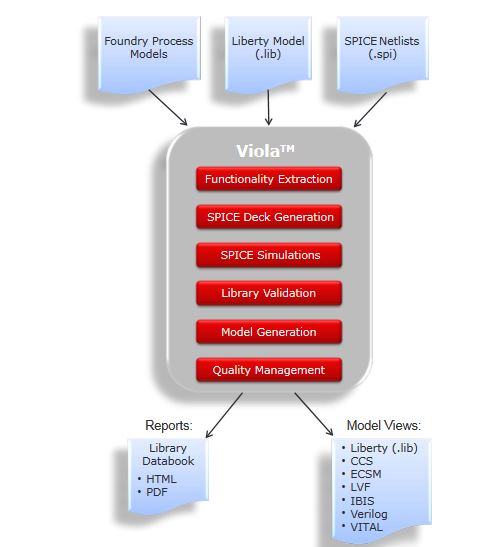 Foundry Process
Models
Liberty Model
(.lib)
SPICE Netlists
(.spi)
Viola™
Functionality Extraction
SPICE Deck Generation
SPICE Simulations
Library Validation
Model Generation
Quality Management
Reports:
Library
Databook
• HTML
• PDF
Model Views:
• Liberty (.lib)
• CCS
• ECSM
• LVF
• IBIS
• Verilog
• VITAL